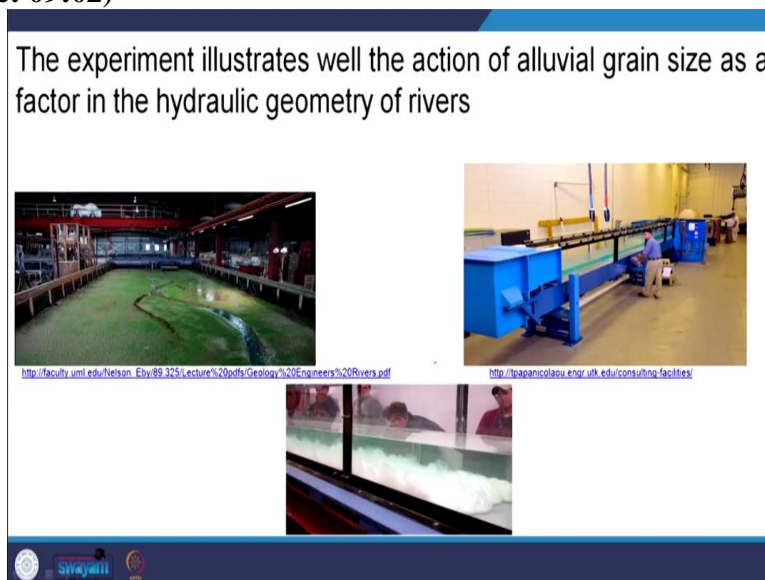 c. 09:02)
The experiment illustrates well the action of alluvial grain size as a
factor in the hydraulic geometry of rivers
http://faculty.uml.edu/Nelson_Eby/89.325/Lecture%20pdfs/Geology%20Engineers%20Rivers.pdf
http://tpapanicolaou.engr.utk.edu/consulting-facilities/
swayam